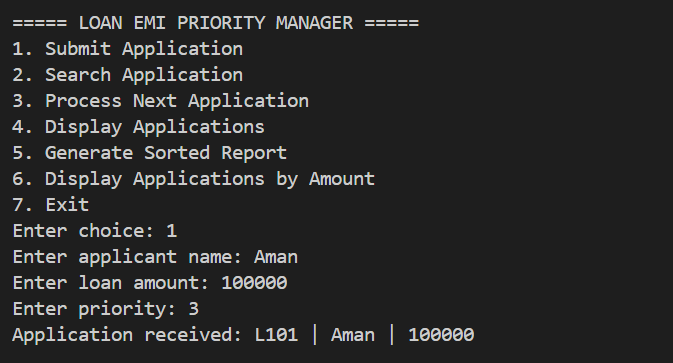 ===== LOAN EMI PRIORITY MANAGER =====
1. Submit Application
2. Search Application
3. Process Next Application
4. Display Applications
5. Generate Sorted Report
6. Display Applications by Amount
7. Exit
Enter choice: 1
Enter applicant name: Aman
Enter loan amount: 100000
Enter priority: 3
Application received: L101 | Aman | 100000